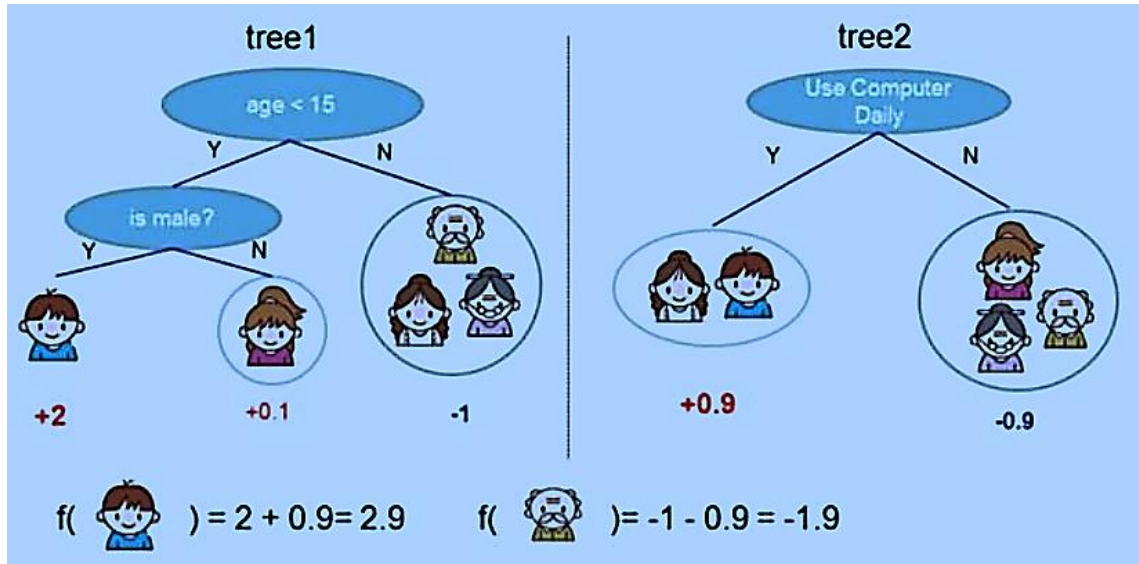 tree1
tree2
age < 15
Use Computer
Daily
Y
N
Y
N
is male?
Y
N
+2
+0.1
-1
+0.9
-0.9
f( ) = 2 + 0.9= 2.9
f( )= -1 - 0.9 = -1.9